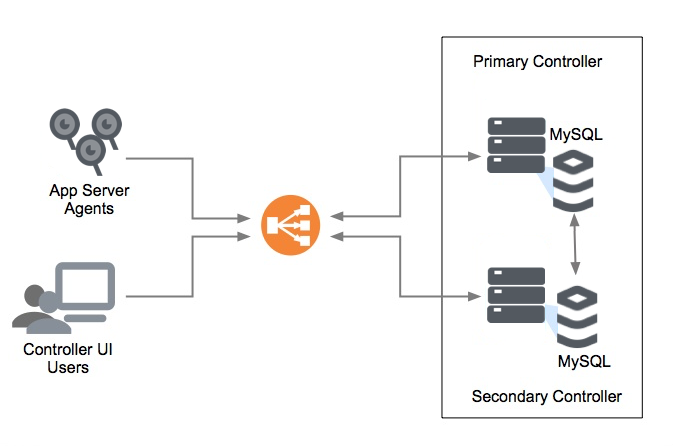 Primary Controller
MySQL
App Server
Agents
Controller UI
Users
MySQL
Secondary Controller